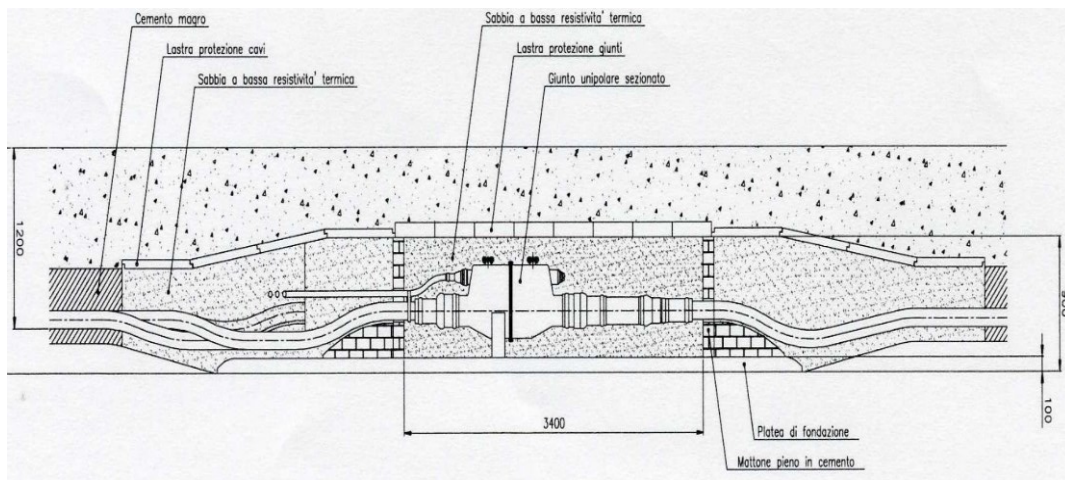 Cemento magro
Lastra protezione cavi
Sabbia a bassa resistivita' termica
Sabbia a bassa resistivita' termica
Lastra protezione giunti
Giunto unipolare sezionato
1200
900
100
3400
Platea di fondazione
Mattone pieno in cemento